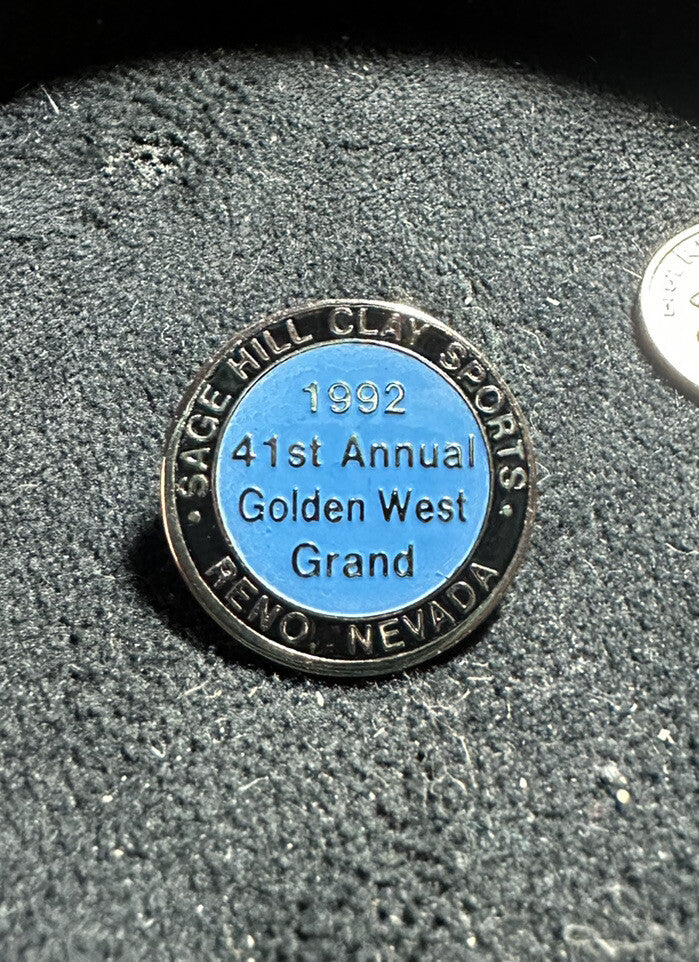 SAGE HILL CLAY SPORTS
1992
41st Annual
Golden West
Grand
RENO, NEVADA